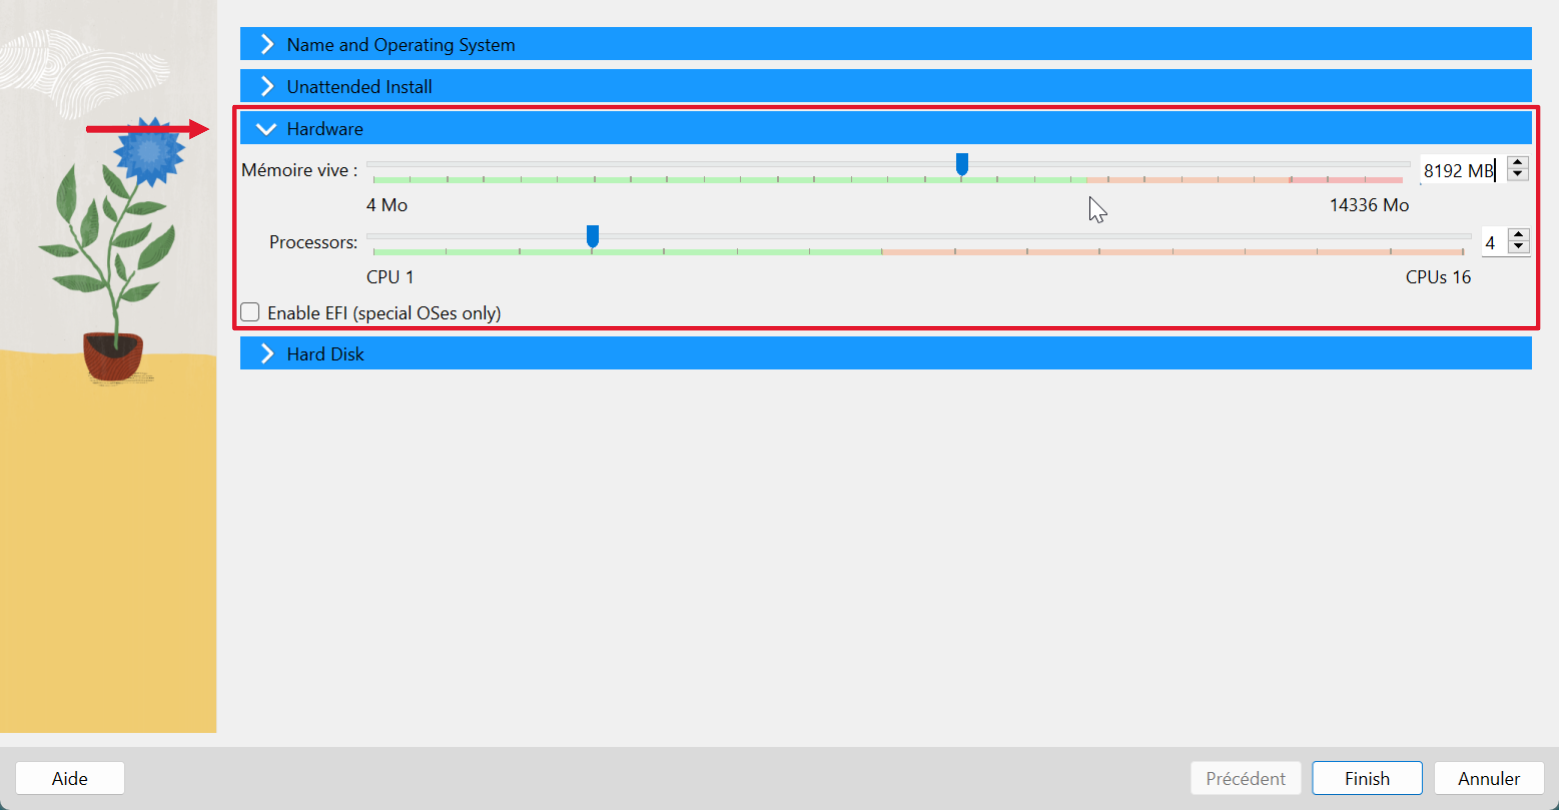 Name and Operating System
Unattended Install
Hardware
Mémoire vive : 8192 MB
4 Mo 14336 Mo
Processors: 4
CPU 1 CPUs 16
Enable EFI (special OSes only)
Hard Disk
Aide Précédent Finish Annuler